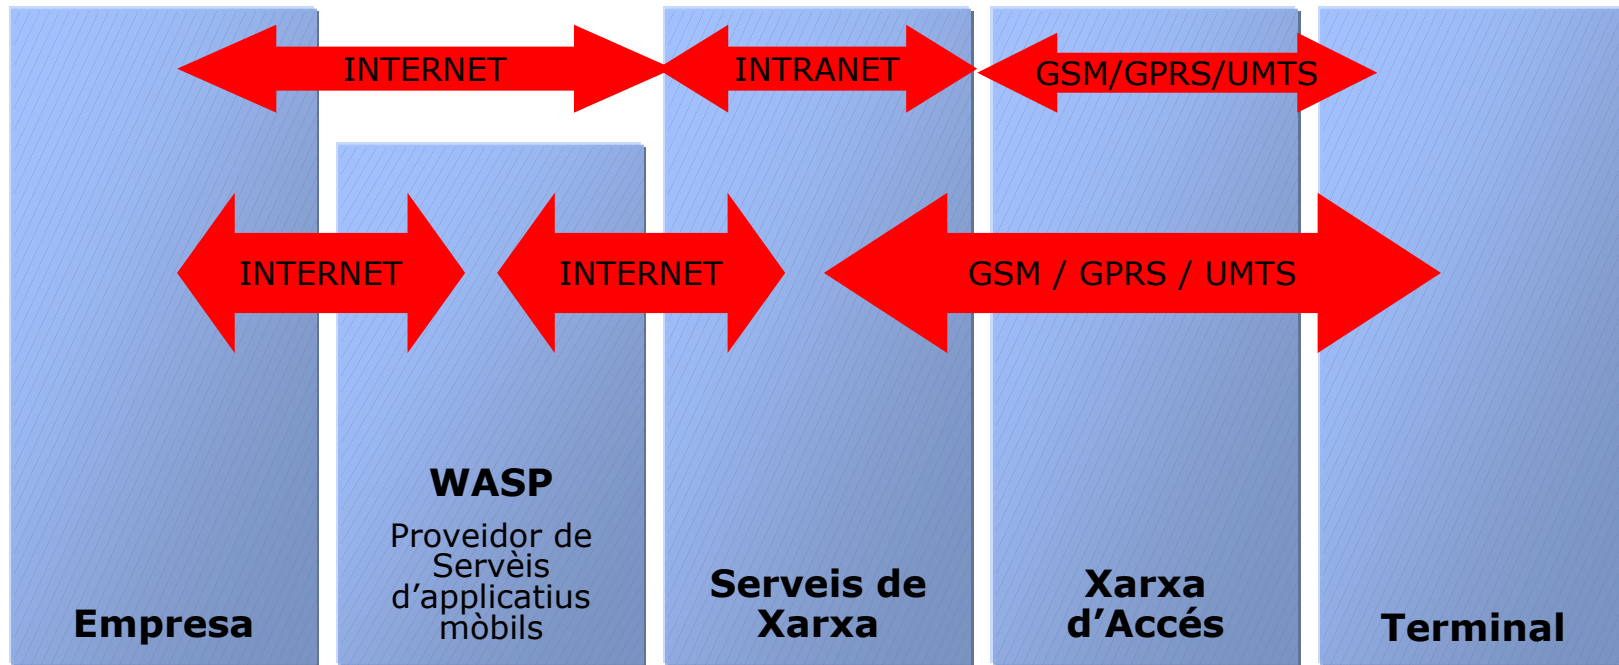 INTERNET
INTRANET
GSM/GPRS/UMTS
INTERNET
INTERNET
GSM / GPRS / UMTS
Empresa
WASP
Proveidor de
Servèis
d’applicatius
mòbils
Serveis de
Xarxa
Xarxa
d’Accés
Terminal